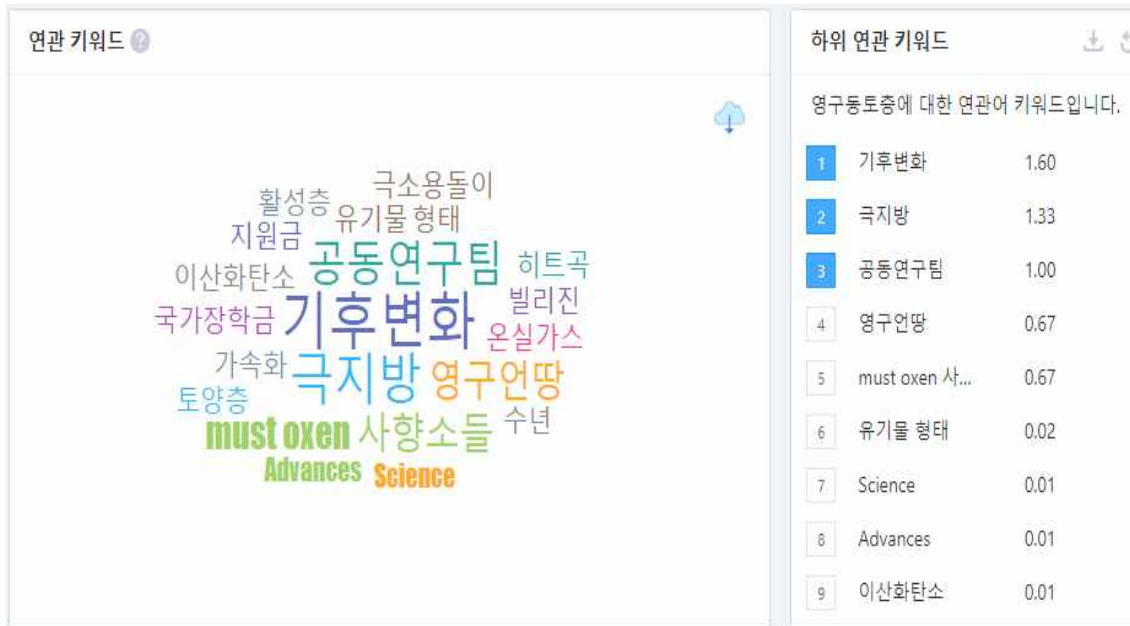 연관 키워드 ?
극소용돌이
활성층
유기물 형태
지원금
공동연구팀 히트곡
이산화탄소
빌리진
국가장학금 기후변화 온실가스
가속화 극지방 영구언땅
토양층
must oxen 사향소들 수년
Advances Science
하위 연관 키워드
영구동토층에 대한 연관어 키워드입니다.
1 기후변화 1.60
2 극지방 1.33
3 공동연구팀 1.00
4 영구언땅 0.67
5 must oxen 사... 0.67
6 유기물 형태 0.02
7 Science 0.01
8 Advances 0.01
9 이산화탄소 0.01